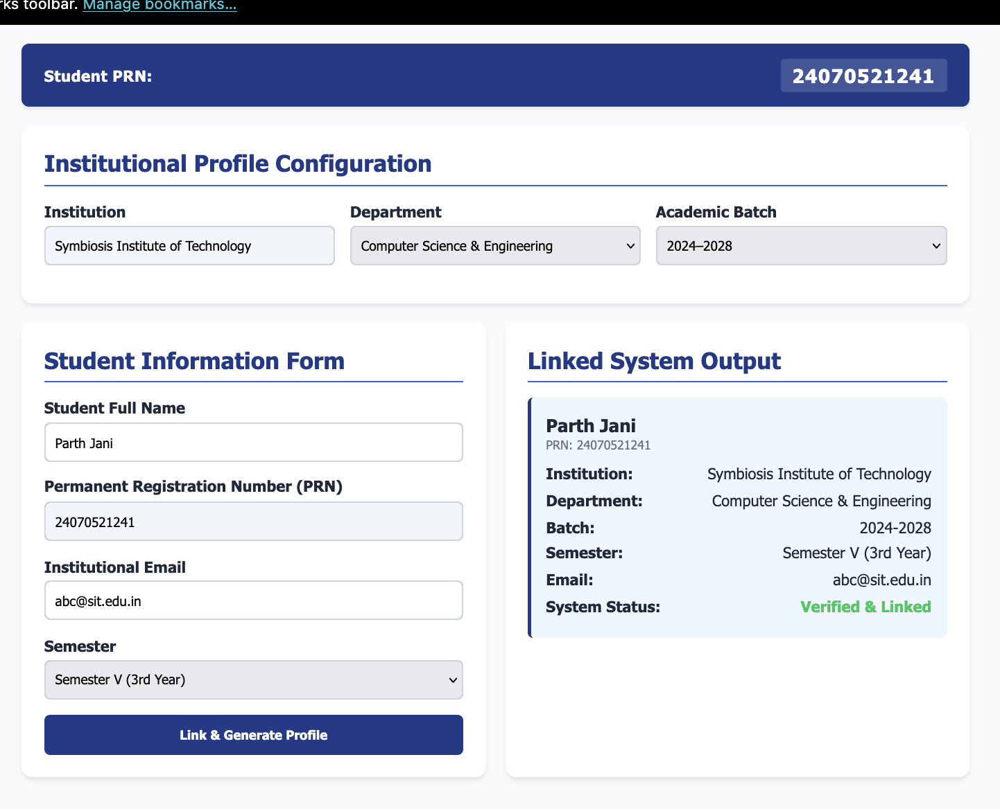 rks toolbar. Manage bookmarks...
Student PRN:
24070521241
Institutional Profile Configuration
Institution
Symbiosis Institute of Technology
Department
Computer Science & Engineering
Academic Batch
2024–2028
Student Information Form
Student Full Name
Parth Jani
Permanent Registration Number (PRN)
24070521241
Institutional Email
abc@sit.edu.in
Semester
Semester V (3rd Year)
Link & Generate Profile
Linked System Output
Parth Jani
PRN: 24070521241
Institution: Symbiosis Institute of Technology
Department: Computer Science & Engineering
Batch: 2024-2028
Semester: Semester V (3rd Year)
Email: abc@sit.edu.in
System Status: Verified & Linked